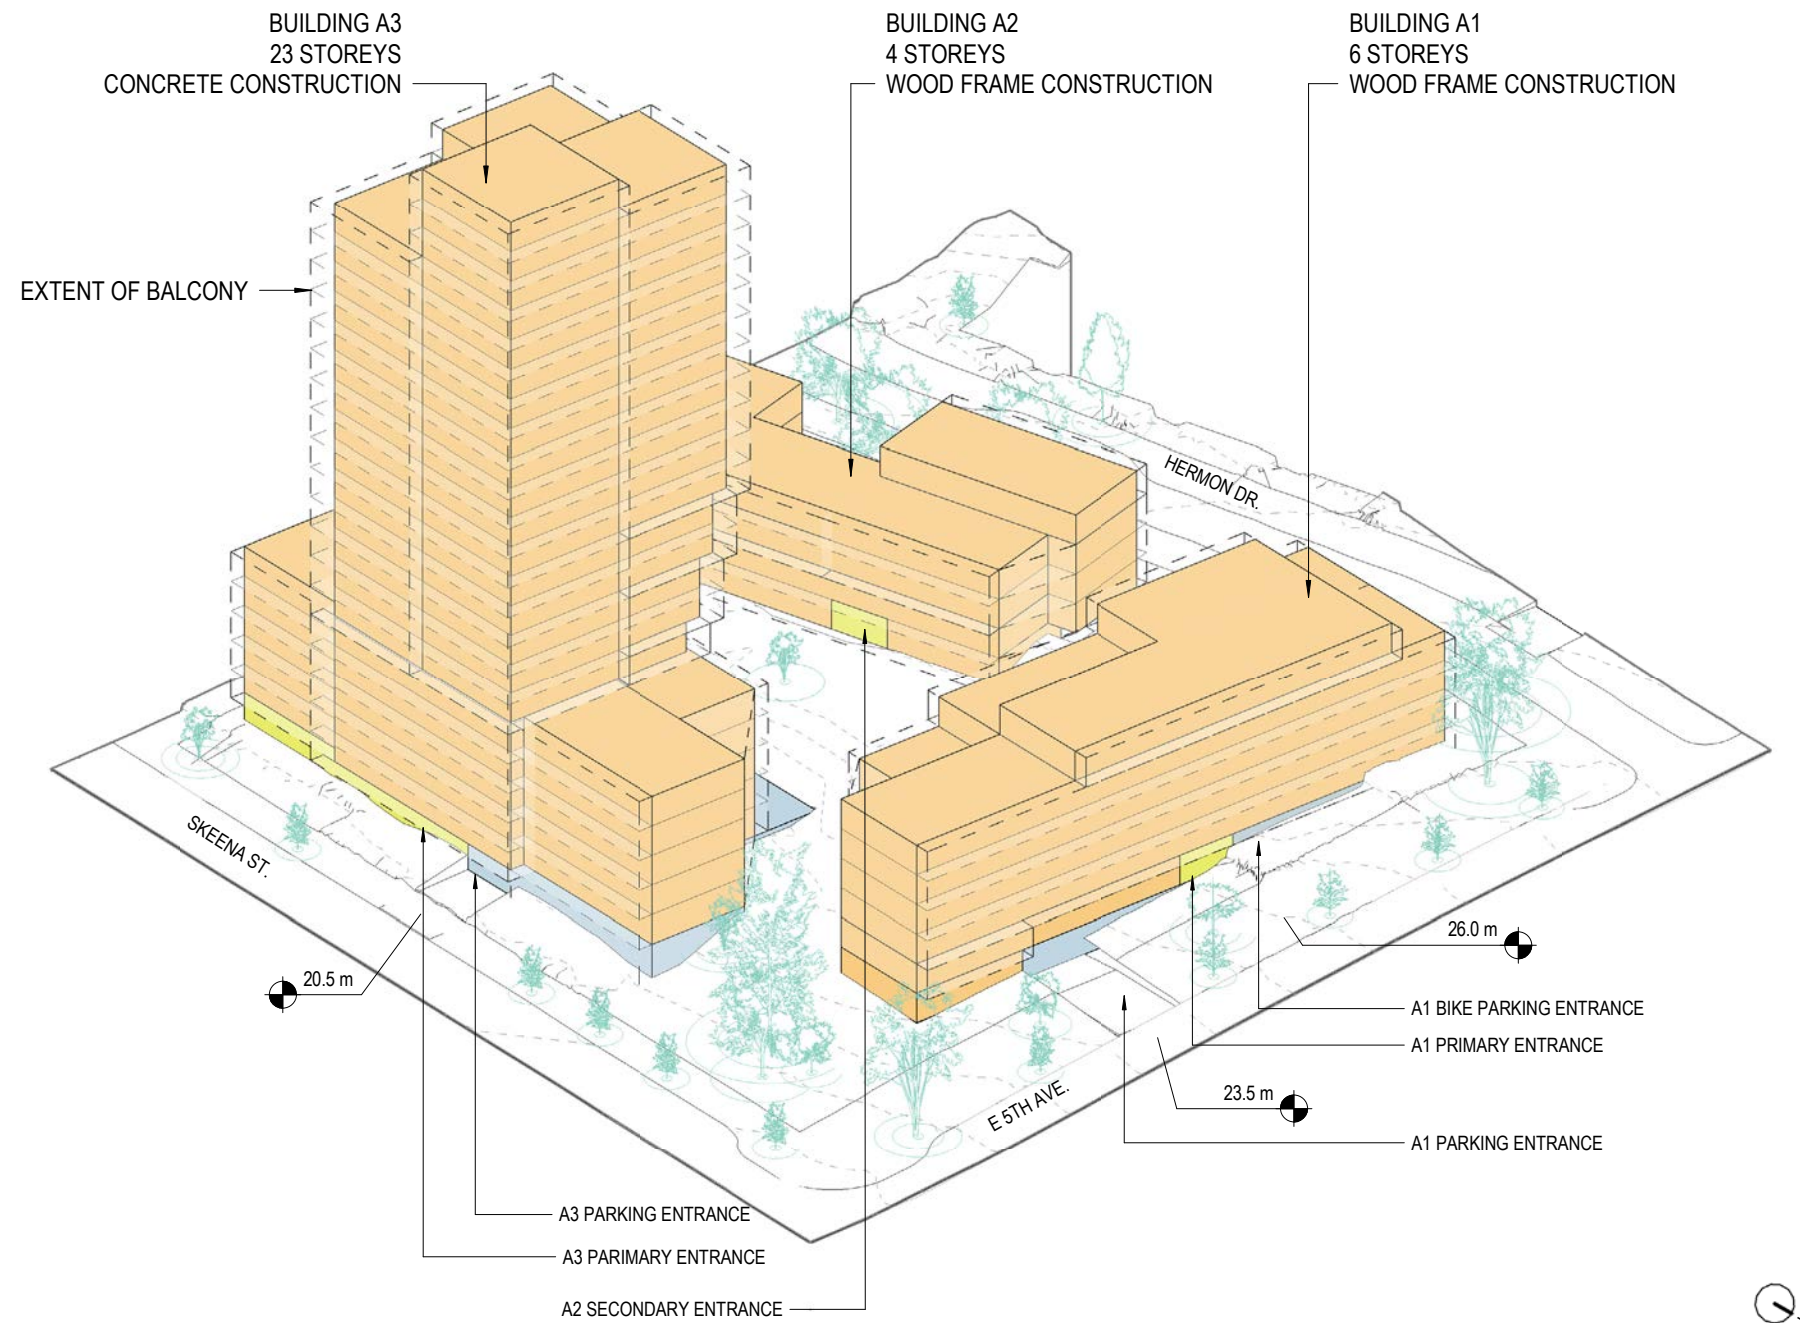 BUILDING A3
23 STOREYS
CONCRETE CONSTRUCTION
BUILDING A2
4 STOREYS
WOOD FRAME CONSTRUCTION
BUILDING A1
6 STOREYS
WOOD FRAME CONSTRUCTION
EXTENT OF BALCONY
HERMON DR.
SKEENA ST.
20.5 m
26.0 m
A1 BIKE PARKING ENTRANCE
A1 PRIMARY ENTRANCE
23.5 m
E 5TH AVE.
A1 PARKING ENTRANCE
A3 PARKING ENTRANCE
A3 PARIMARY ENTRANCE
A2 SECONDARY ENTRANCE